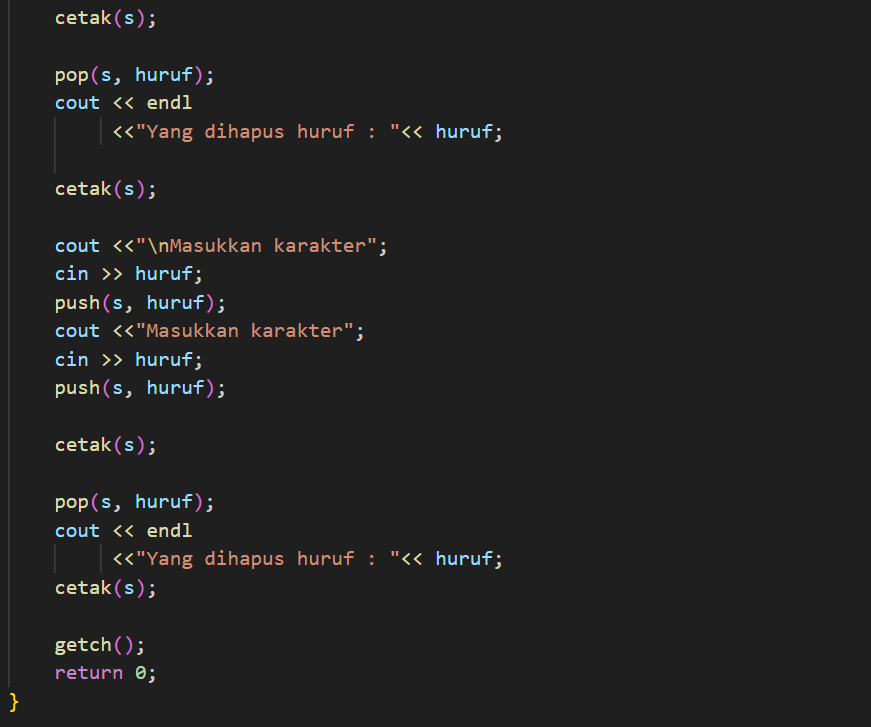 cetak(s);
pop(s, huruf);
cout << endl
<<"Yang dihapus huruf : "<< huruf;
cetak(s);
cout <<"\nMasukkan karakter";
cin >> huruf;
push(s, huruf);
cout <<"Masukkan karakter";
cin >> huruf;
push(s, huruf);
cetak(s);
pop(s, huruf);
cout << endl
<<"Yang dihapus huruf : "<< huruf;
cetak(s);
getch();
return 0;
}